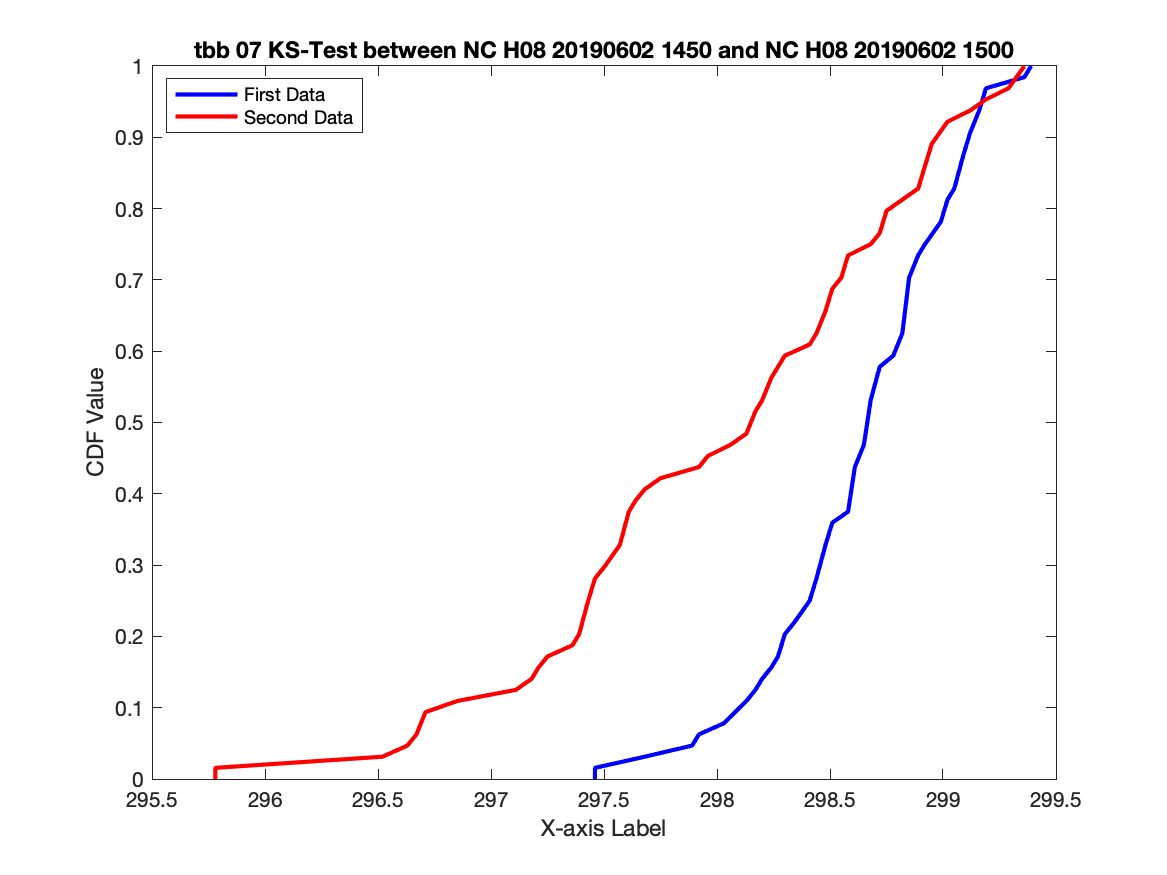 tbb 07 KS-Test between NC H08 20190602 1450 and NC H08 20190602 1500
First Data
Second Data
1
0.9
0.8
0.7
0.6
0.5
0.4
0.3
0.2
0.1
0
CDF Value
295.5 296 296.5 297 297.5 298 298.5 299 299.5
X-axis Label